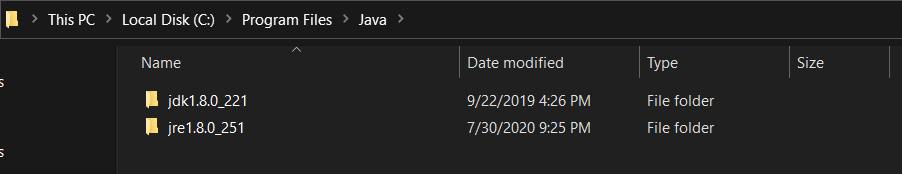 This PC > Local Disk (C:) > Program Files > Java >
Name Date modified Type Size
s
jdk1.8.0_221 9/22/2019 4:26 PM File folder
jre1.8.0_251 7/30/2020 9:25 PM File folder
s